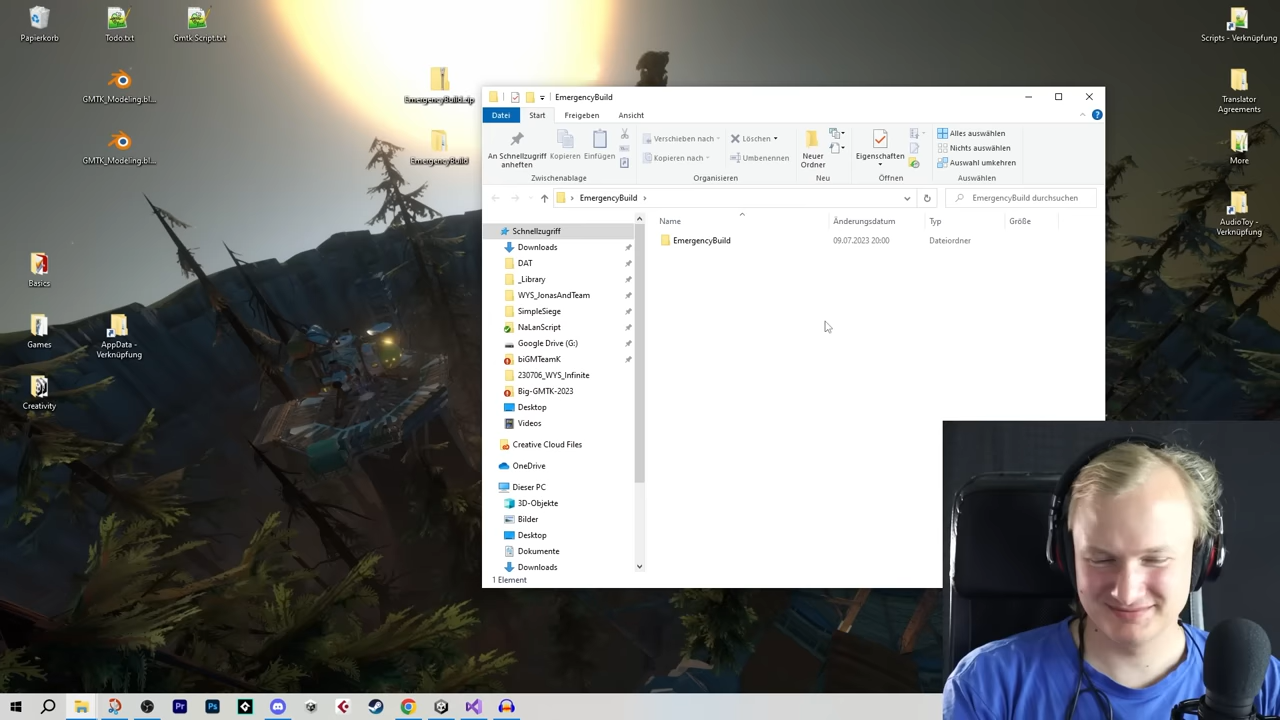 Papierkorb
Todo.txt
Gmtk Script.txt
GMTK_Modeling.bl...
GMTK_Modeling.bl...
EmergencyBuild.zip
EmergencyBuild
Basics
Games
AppData -
Verknüpfung
Creativity
Scripts - Verknüpfung
Translator
Agreements
More
AudioToy -
Verknüpfung
EmergencyBuild
Datei
Start
Freigeben
Ansicht
An Schnellzugriff
anheften
Kopieren
Einfügen
Zwischenablage
Verschieben nach
Kopieren nach
Löschen
Umbenennen
Organisieren
Neuer
Ordner
Neu
Eigenschaften
Öffnen
Alles auswählen
Nichts auswählen
Auswahl umkehren
Auswählen
EmergencyBuild
EmergencyBuild durchsuchen
Name
Änderungsdatum
Typ
Größe
EmergencyBuild
09.07.2023 20:00
Dateiordner
Schnellzugriff
Downloads
DAT
_Library
WYS_JonasAndTeam
SimpleSiege
NaLanScript
Google Drive (G:)
biGMTeamK
230706_WYS_Infinite
Big-GMTK-2023
Desktop
Videos
Creative Cloud Files
OneDrive
Dieser PC
3D-Objekte
Bilder
Desktop
Dokumente
Downloads
1 Element
Pr
Ps